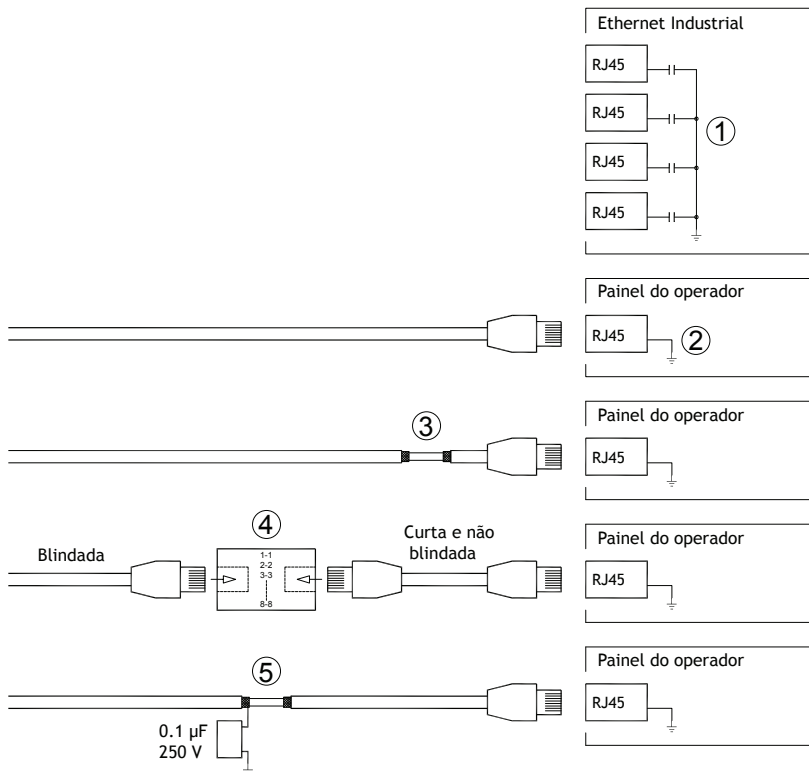 Ethernet Industrial
RJ45
RJ45
1
RJ45
RJ45
Painel do operador
RJ45
2
Painel do operador
3
RJ45
Painel do operador
4
Curta e não
blindada
Blindada
1-1
2-2
3-3
8-8
RJ45
Painel do operador
5
RJ45
0.1 µF
250 V